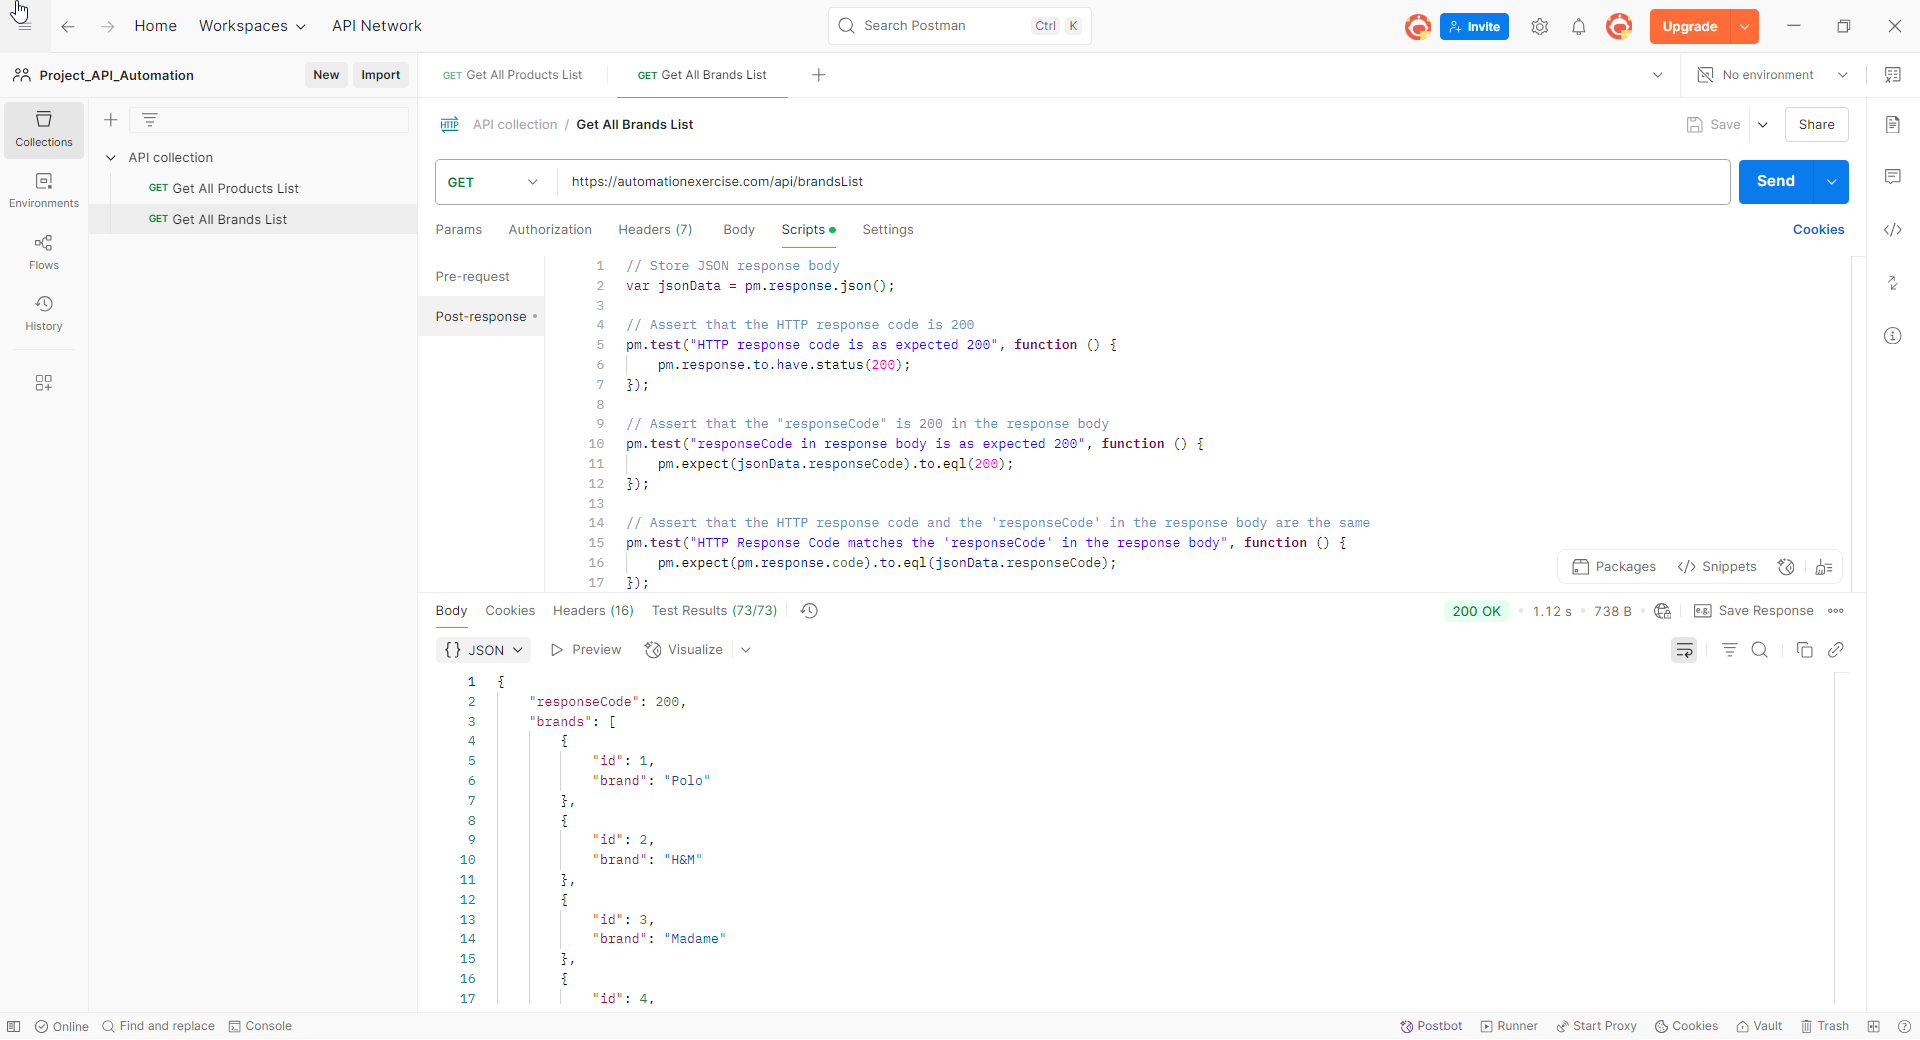 Home Workspaces API Network Search Postman Ctrl K Invite Upgrade
Project_API_Automation New Import GET Get All Products List GET Get All Brands List No environment
Collections
Environments
Flows
History
API collection
GET Get All Products List
GET Get All Brands List
HTTP API collection / Get All Brands List Save Share
GET https://automationexercise.com/api/brandsList Send
Params Authorization Headers (7) Body Scripts Settings Cookies
Pre-request
Post-response
1 // Store JSON response body
2 var jsonData = pm.response.json();
3
4 // Assert that the HTTP response code is 200
5 pm.test("HTTP response code is as expected 200", function () {
6 pm.response.to.have.status(200);
7 });
8
9 // Assert that the "responseCode" is 200 in the response body
10 pm.test("responseCode in response body is as expected 200", function () {
11 pm.expect(jsonData.responseCode).to.eql(200);
12 });
13
14 // Assert that the HTTP response code and the 'responseCode' in the response body are the same
15 pm.test("HTTP Response Code matches the 'responseCode' in the response body", function () {
16 pm.expect(pm.response.code).to.eql(jsonData.responseCode);
17 });
Packages </> Snippets
Body Cookies Headers (16) Test Results (73/73) 200 OK • 1.12 s • 738 B • e.g. Save Response
{} JSON Preview Visualize
1 {
2 "responseCode": 200,
3 "brands": [
4 {
5 "id": 1,
6 "brand": "Polo"
7 },
8 {
9 "id": 2,
10 "brand": "H&M"
11 },
12 {
13 "id": 3,
14 "brand": "Madame"
15 },
16 {
17 "id": 4,
Online Find and replace Console Postbot Runner Start Proxy Cookies Vault Trash